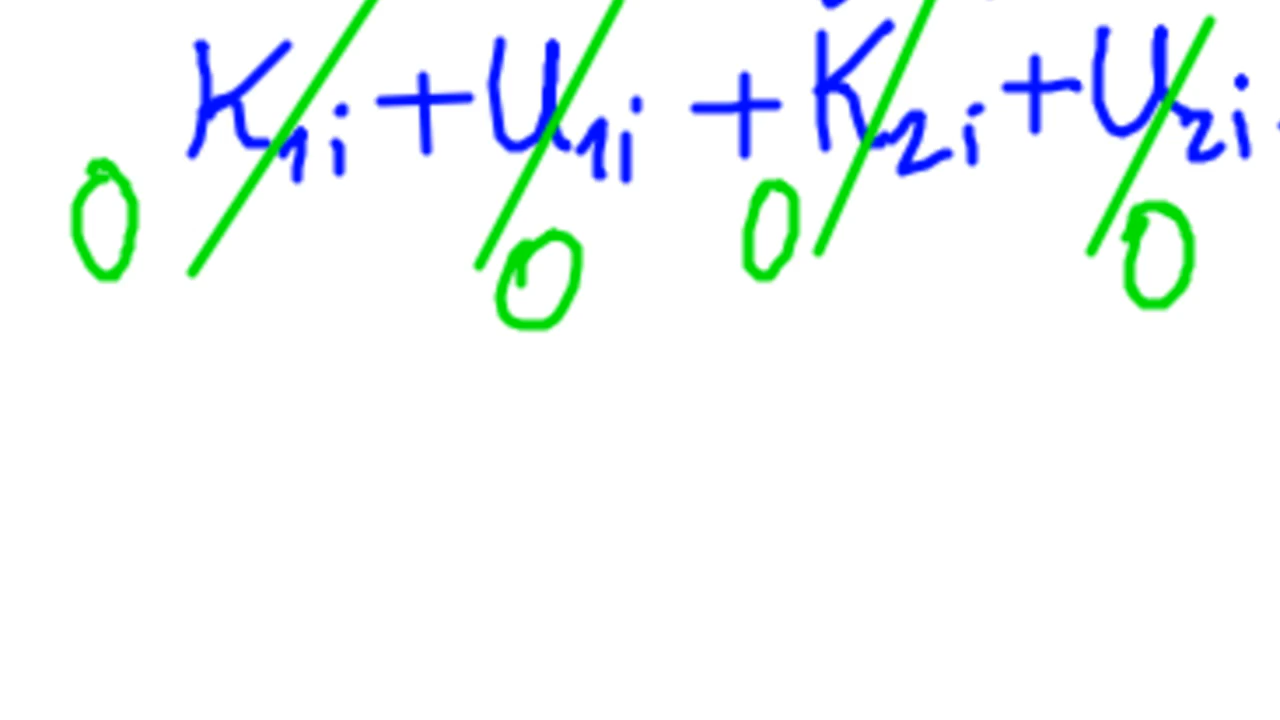 K₁ᵢ + U₁ᵢ + K₂ᵢ + U₂ᵢ
0 0 0 0